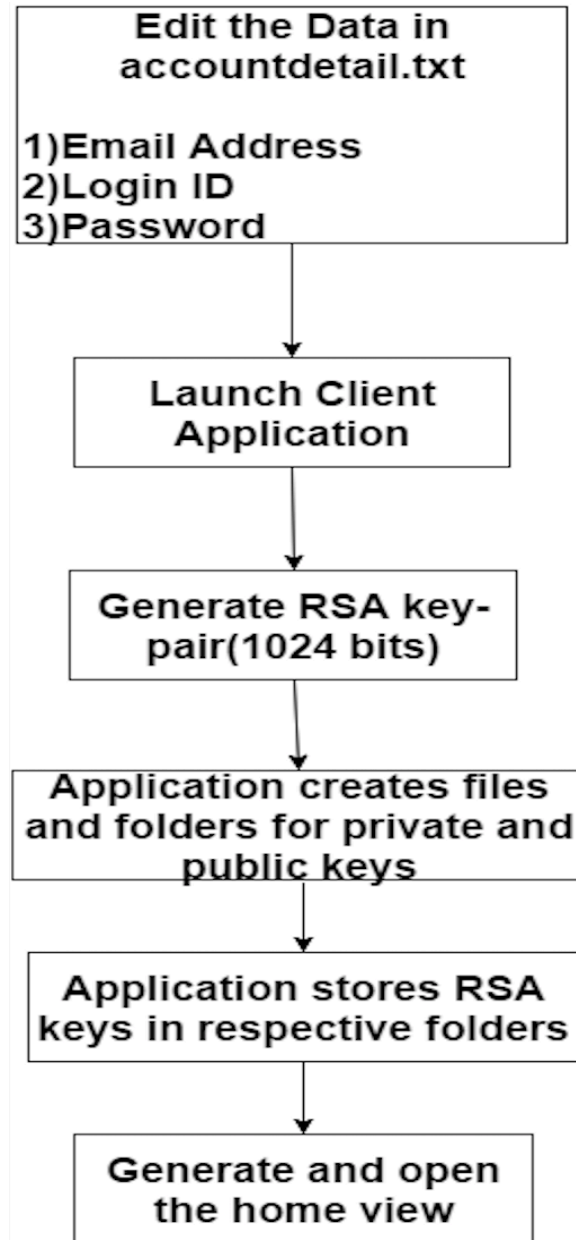 Edit the Data in
accountdetail.txt
1)Email Address
2)Login ID
3)Password
Launch Client
Application
Generate RSA key-
pair(1024 bits)
Application creates files
and folders for private and
public keys
Application stores RSA
keys in respective folders
Generate and open
the home view